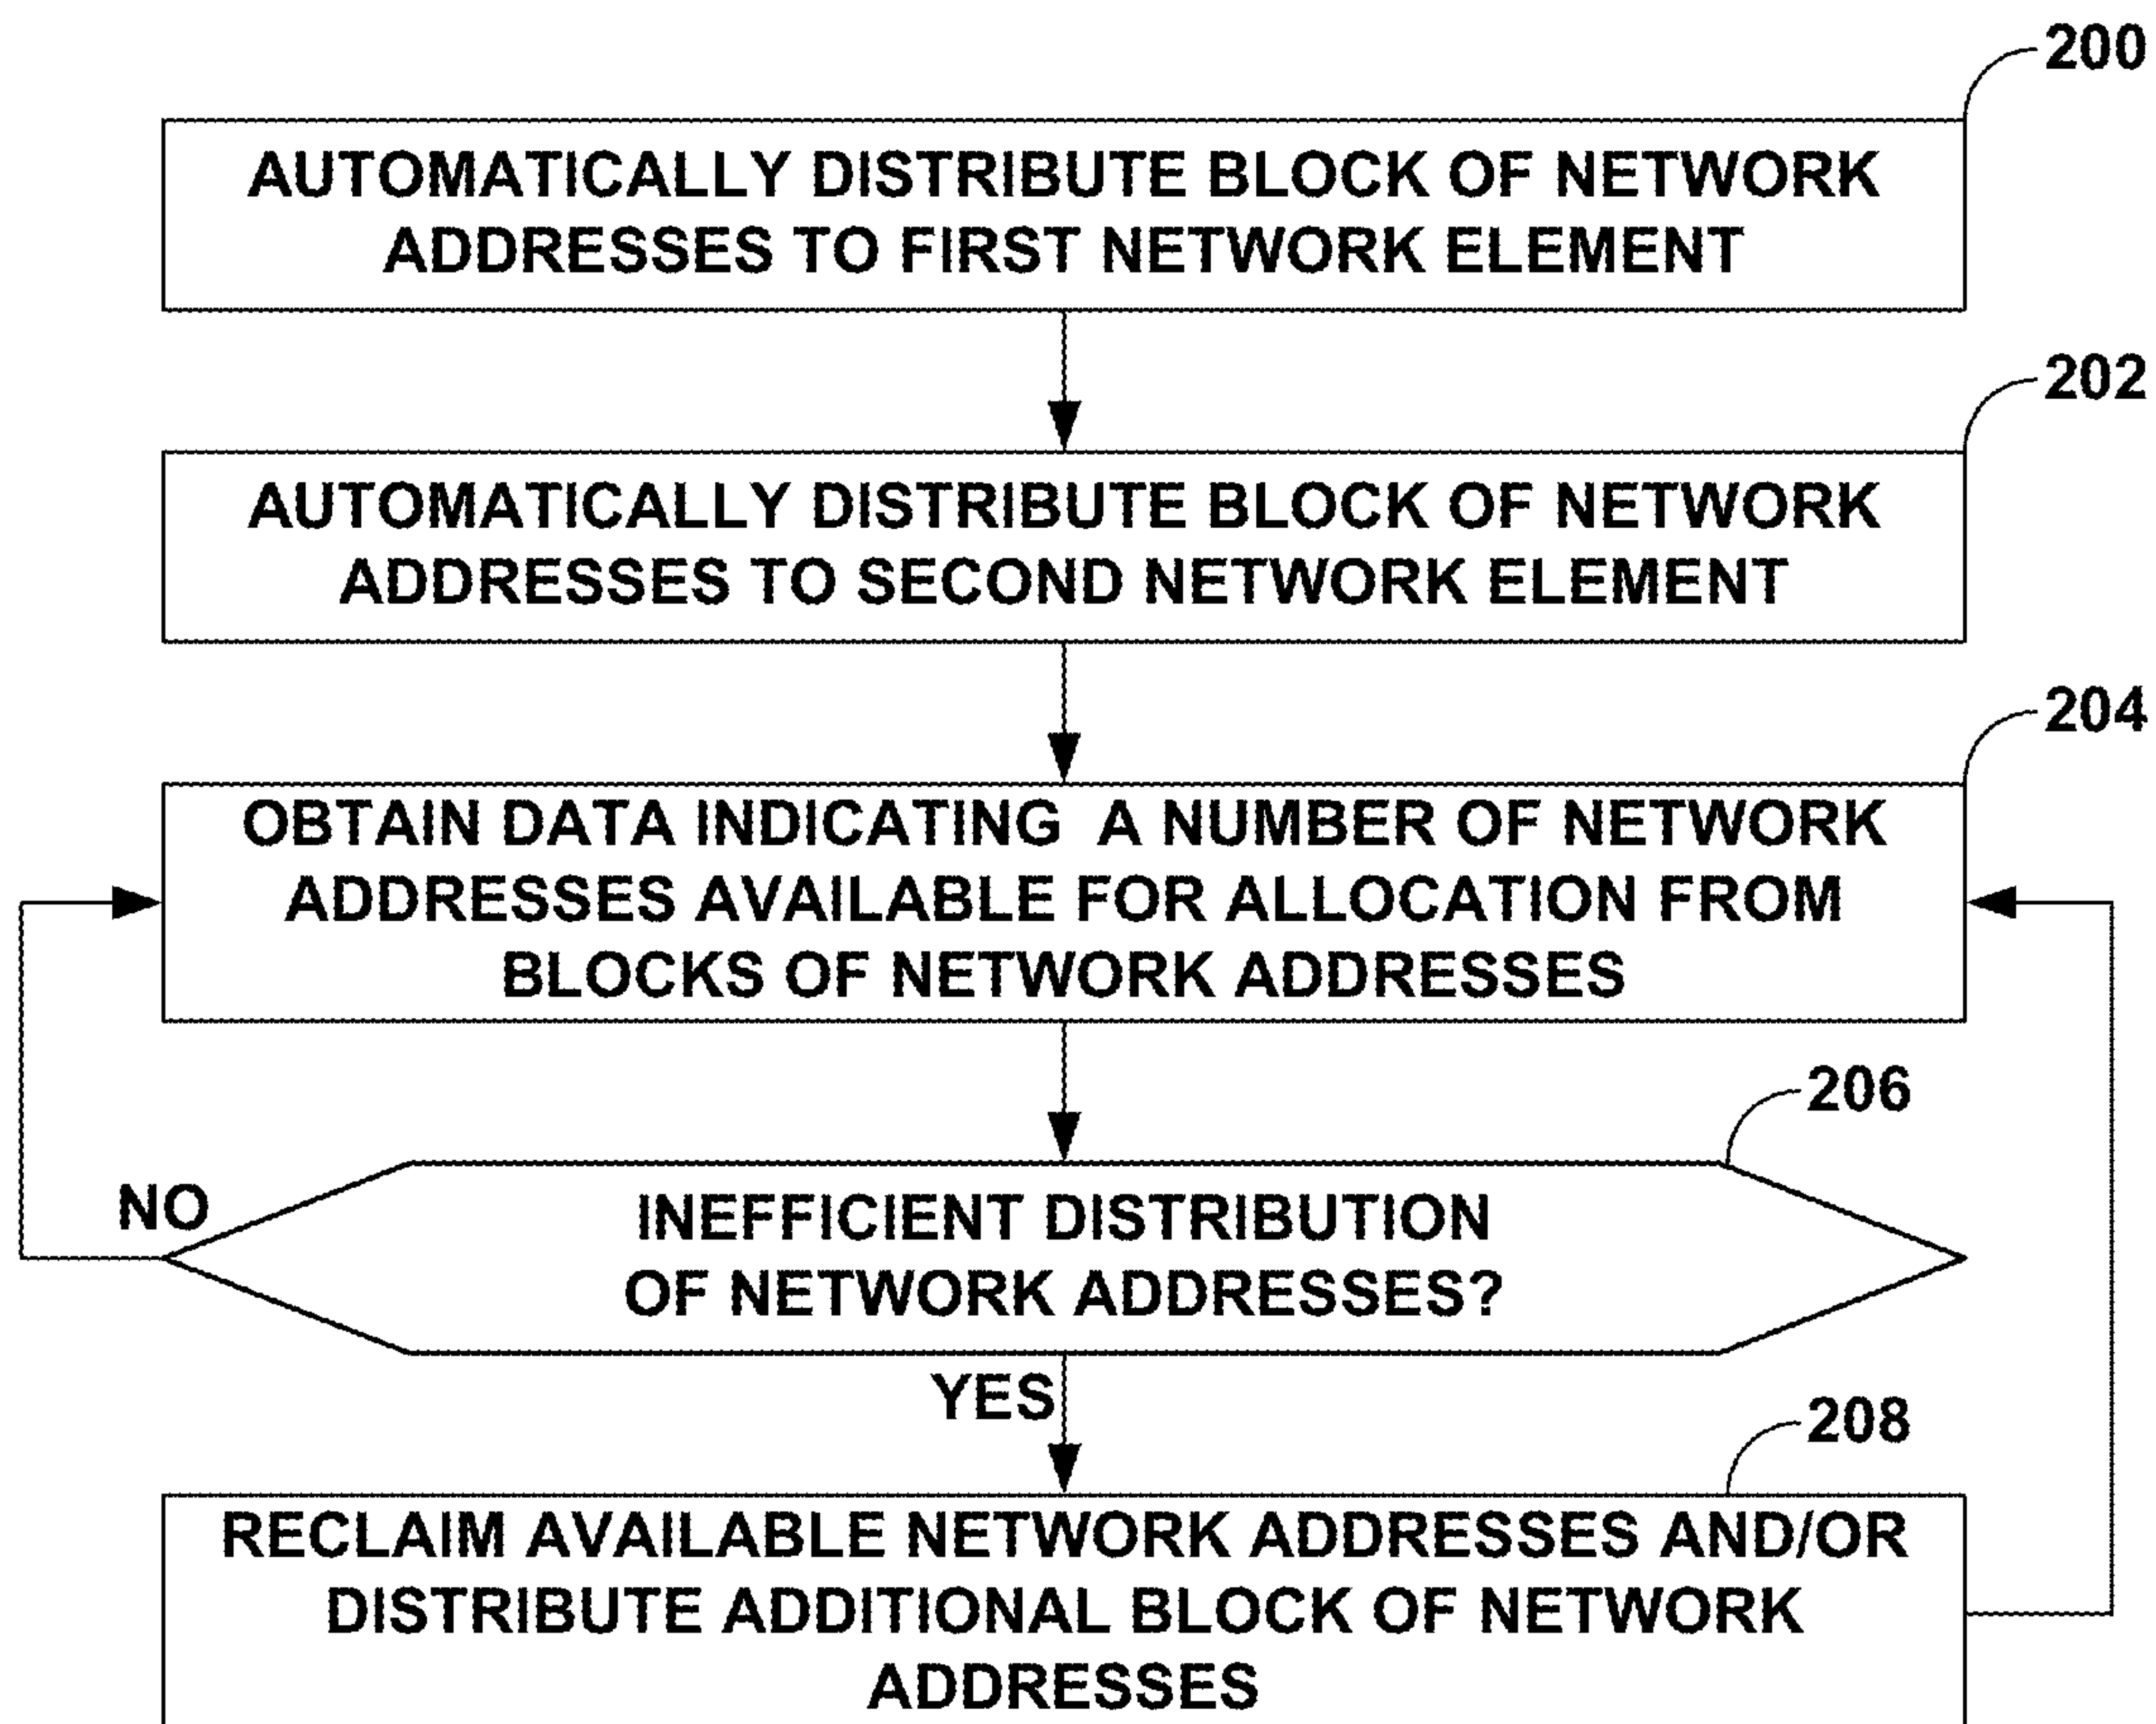 200
AUTOMATICALLY DISTRIBUTE BLOCK OF NETWORK
ADDRESSES TO FIRST NETWORK ELEMENT
202
AUTOMATICALLY DISTRIBUTE BLOCK OF NETWORK
ADDRESSES TO SECOND NETWORK ELEMENT
204
OBTAIN DATA INDICATING A NUMBER OF NETWORK
ADDRESSES AVAILABLE FOR ALLOCATION FROM
BLOCKS OF NETWORK ADDRESSES
206
NO
INEFFICIENT DISTRIBUTION
OF NETWORK ADDRESSES?
YES
208
RECLAIM AVAILABLE NETWORK ADDRESSES AND/OR
DISTRIBUTE ADDITIONAL BLOCK OF NETWORK
ADDRESSES